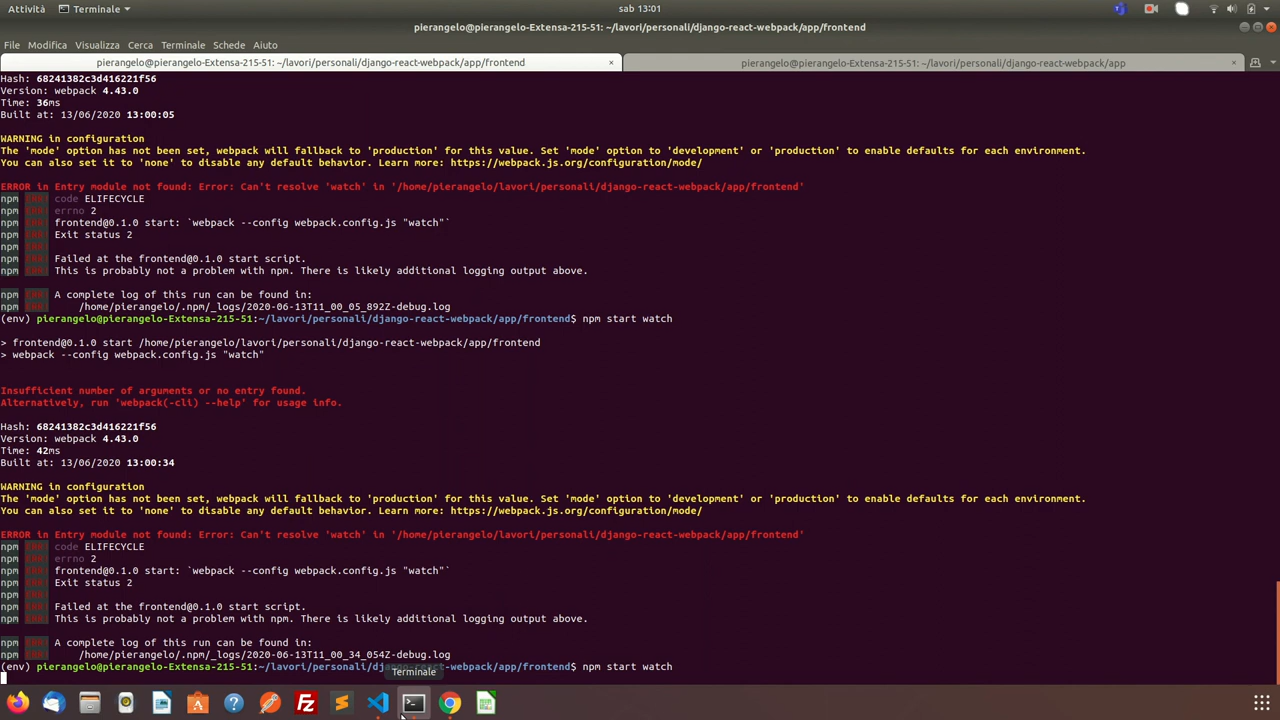 Attività
Terminale
sab 13:01
pierangelo@pierangelo-Extensa-215-51: ~/lavori/personali/django-react-webpack/app/frontend
File Modifica Visualizza Cerca Terminale Schede Aiuto
pierangelo@pierangelo-Extensa-215-51: ~/lavori/personali/django-react-webpack/app/frontend
pierangelo@pierangelo-Extensa-215-51: ~/lavori/personali/django-react-webpack/app
Hash: 68241382c3d416221f56
Version: webpack 4.43.0
Time: 36ms
Built at: 13/06/2020 13:00:05
WARNING in configuration
The 'mode' option has not been set, webpack will fallback to 'production' for this value. Set 'mode' option to 'development' or 'production' to enable defaults for each environment.
You can also set it to 'none' to disable any default behavior. Learn more: https://webpack.js.org/configuration/mode/
ERROR in Entry module not found: Error: Can't resolve 'watch' in '/home/pierangelo/lavori/personali/django-react-webpack/app/frontend'
npm ERR! code ELIFECYCLE
npm ERR! errno 2
npm ERR! frontend@0.1.0 start: `webpack --config webpack.config.js "watch"`
npm ERR! Exit status 2
npm ERR!
npm ERR! Failed at the frontend@0.1.0 start script.
npm ERR! This is probably not a problem with npm. There is likely additional logging output above.
npm ERR! A complete log of this run can be found in:
npm ERR!     /home/pierangelo/.npm/_logs/2020-06-13T11_00_05_892Z-debug.log
(env) pierangelo@pierangelo-Extensa-215-51:~/lavori/personali/django-react-webpack/app/frontend$ npm start watch
> frontend@0.1.0 start /home/pierangelo/lavori/personali/django-react-webpack/app/frontend
> webpack --config webpack.config.js "watch"
Insufficient number of arguments or no entry found.
Alternatively, run 'webpack(-cli) --help' for usage info.
Hash: 68241382c3d416221f56
Version: webpack 4.43.0
Time: 42ms
Built at: 13/06/2020 13:00:34
WARNING in configuration
The 'mode' option has not been set, webpack will fallback to 'production' for this value. Set 'mode' option to 'development' or 'production' to enable defaults for each environment.
You can also set it to 'none' to disable any default behavior. Learn more: https://webpack.js.org/configuration/mode/
ERROR in Entry module not found: Error: Can't resolve 'watch' in '/home/pierangelo/lavori/personali/django-react-webpack/app/frontend'
npm ERR! code ELIFECYCLE
npm ERR! errno 2
npm ERR! frontend@0.1.0 start: `webpack --config webpack.config.js "watch"`
npm ERR! Exit status 2
npm ERR!
npm ERR! Failed at the frontend@0.1.0 start script.
npm ERR! This is probably not a problem with npm. There is likely additional logging output above.
npm ERR! A complete log of this run can be found in:
npm ERR!     /home/pierangelo/.npm/_logs/2020-06-13T11_00_34_054Z-debug.log
(env) pierangelo@pierangelo-Extensa-215-51:~/lavori/personali/django-react-webpack/app/frontend$ npm start watch
Terminale